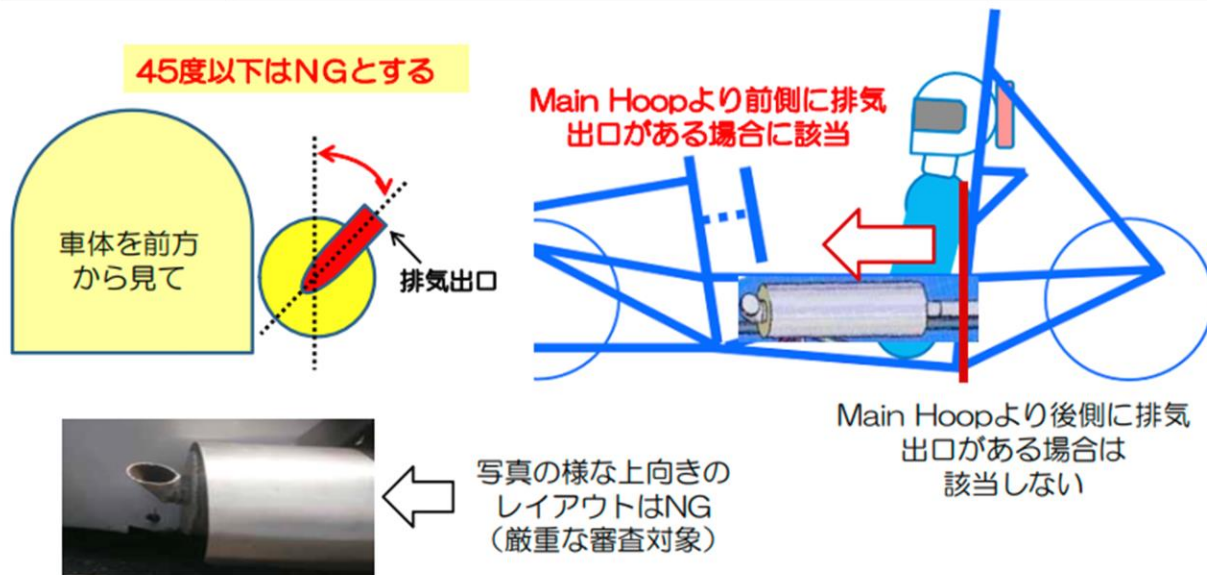 45度以下はNGとする
車体を前方
から見て
排気出口
Main Hoopより前側に排気
出口がある場合に該当
Main Hoopより後側に排気
出口がある場合は
該当しない
写真の様な上向きの
レイアウトはNG
（厳重な審査対象）